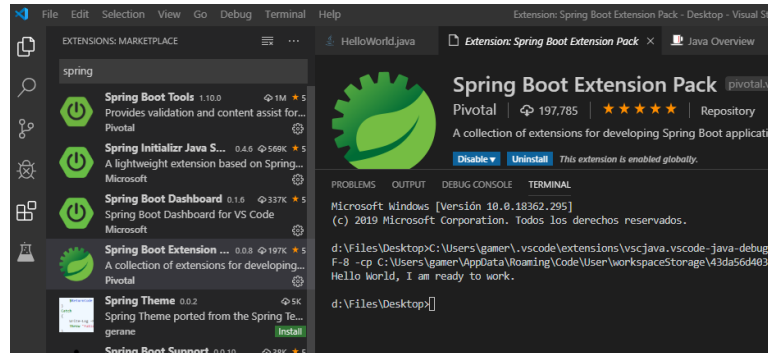 File Edit Selection View Go Debug Terminal Help Extension: Spring Boot Extension Pack - Desktop - Visual St
EXTENSIONS: MARKETPLACE
spring
Spring Boot Tools 1.10.0 1M ★ 5
Provides validation and content assist for...
Pivotal
Spring Initializr Java S... 0.4.6 569K ★ 5
A lightweight extension based on Spring...
Microsoft
Spring Boot Dashboard 0.1.6 337K ★ 5
Spring Boot Dashboard for VS Code
Microsoft
Spring Boot Extension ... 0.0.8 197K ★ 5
A collection of extensions for developing...
Pivotal
Spring Theme 0.0.2 5K
Spring Theme ported from the Spring Te...
gerane
Install
Spring Boot Support 0.0.10 38K ★ 5
HelloWorld.java Extension: Spring Boot Extension Pack × Java Overview
Spring Boot Extension Pack pivotal.v
Pivotal 197,785 ★★★★★ Repository
A collection of extensions for developing Spring Boot applicati
Disable Uninstall This extension is enabled globally.
PROBLEMS OUTPUT DEBUG CONSOLE TERMINAL
Microsoft Windows [Versión 10.0.18362.295]
(c) 2019 Microsoft Corporation. Todos los derechos reservados.
d:\Files\Desktop>C:\Users\gamer\.vscode\extensions\vscjava.vscode-java-debug
F-8 -cp C:\Users\gamer\AppData\Roaming\Code\User\workspaceStorage\43da56d403
Hello World, I am ready to work.
d:\Files\Desktop>